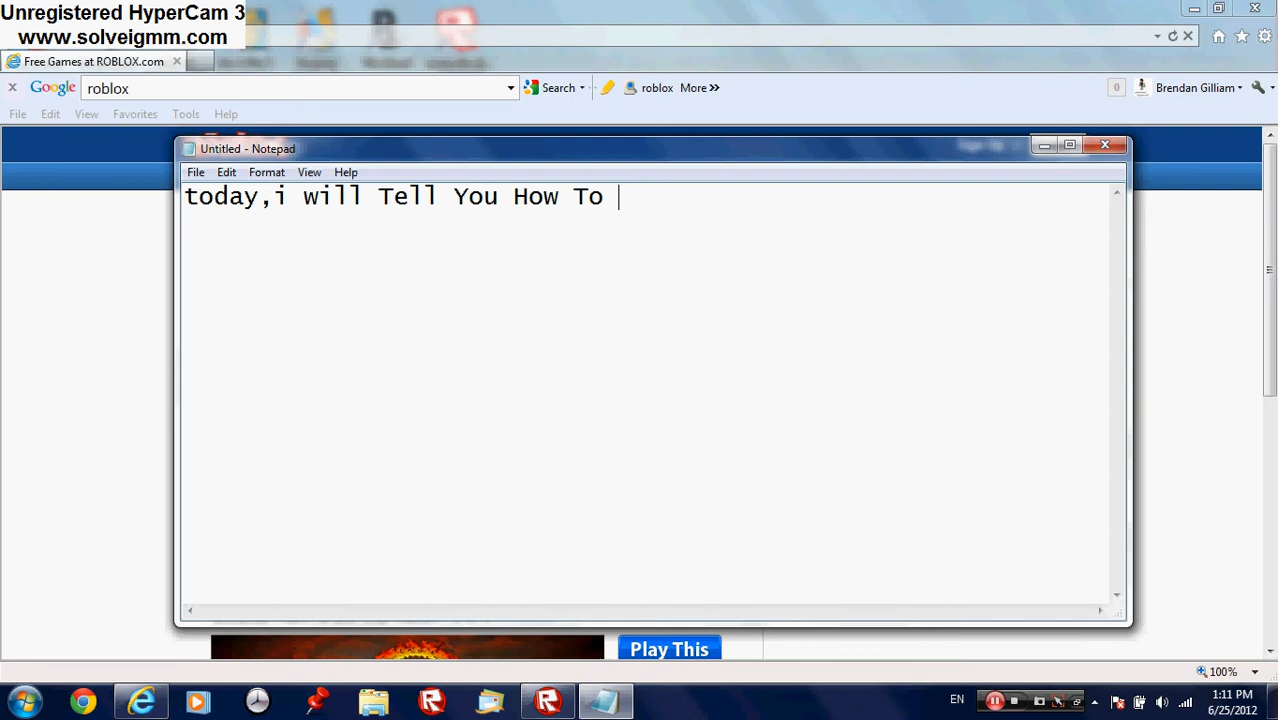 Unregistered HyperCam 3
www.solveigmm.com
Free Games at ROBLOX.com
Google roblox Search roblox More >> 0 Brendan Gilliam
File Edit View Favorites Tools Help
Untitled - Notepad
File Edit Format View Help
today,i will Tell You How To
Play This
100%
EN 1:11 PM
6/25/2012